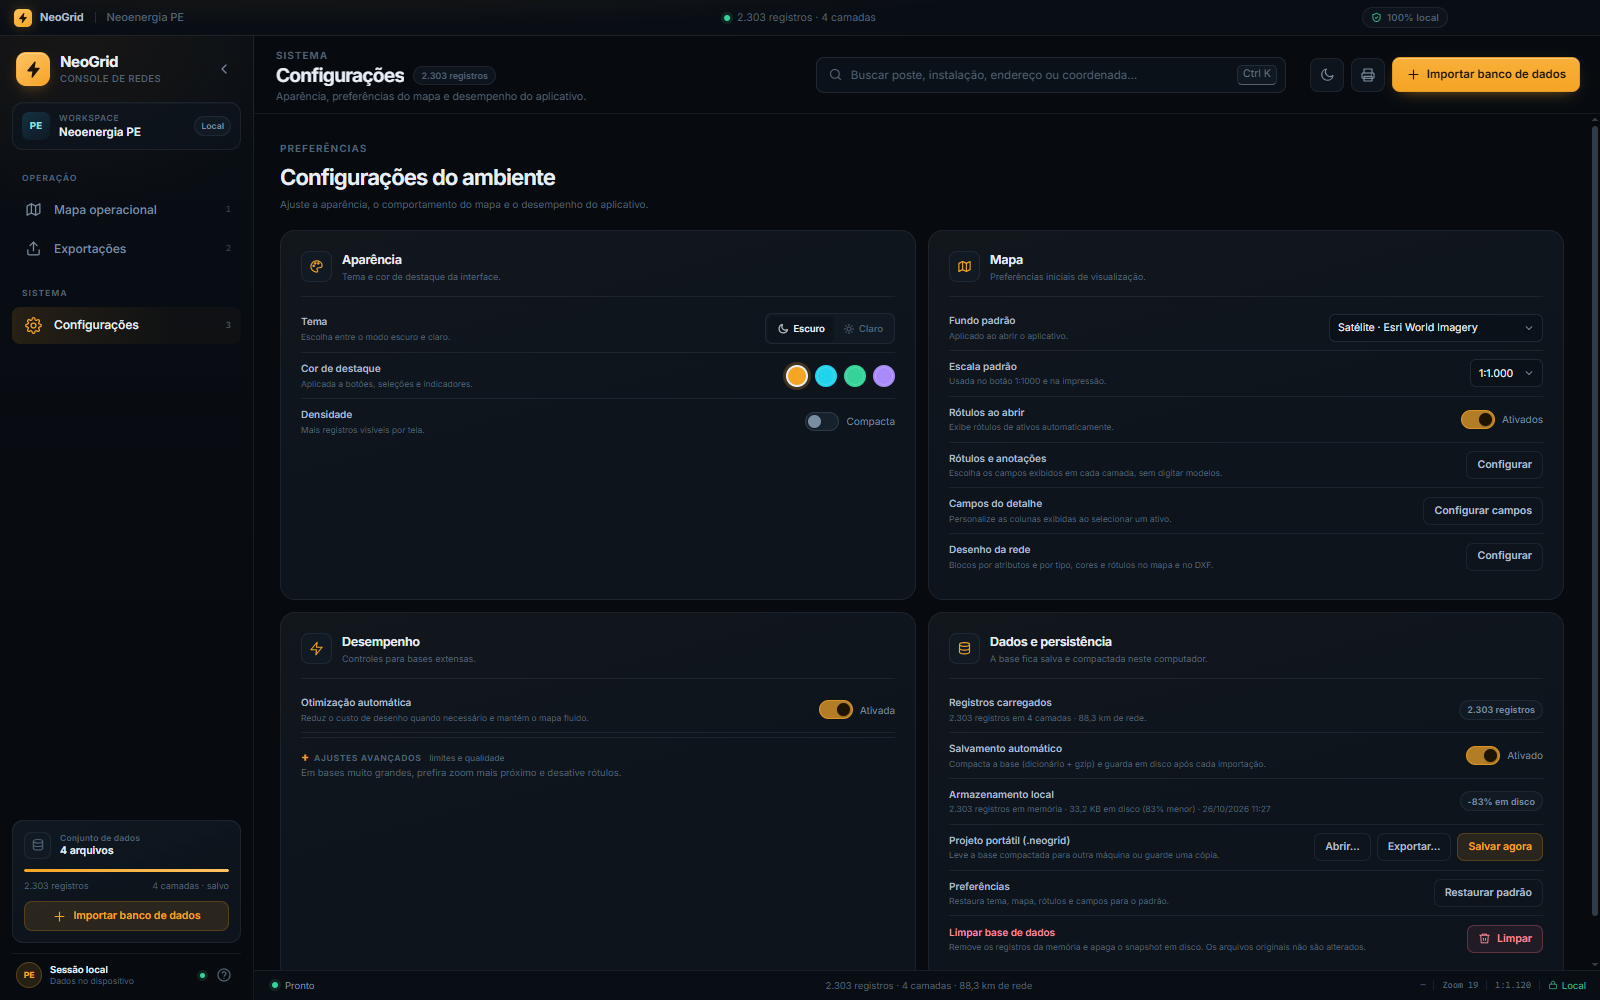 NeoGrid
Neoenergia PE
2.303 registros · 4 camadas
100% local
NeoGrid
CONSOLE DE REDES
PE
WORKSPACE
Neoenergia PE
Local
OPERAÇÃO
Mapa operacional
1
Exportações
2
SISTEMA
Configurações
3
Conjunto de dados
4 arquivos
2.303 registros
4 camadas · salvo
Importar banco de dados
PE
Sessão local
Dados no dispositivo
SISTEMA
Configurações
2.303 registros
Aparência, preferências do mapa e desempenho do aplicativo.
Buscar poste, instalação, endereço ou coordenada...
Ctrl K
Importar banco de dados
PREFERÊNCIAS
Configurações do ambiente
Ajuste a aparência, o comportamento do mapa e o desempenho do aplicativo.
Aparência
Tema e cor de destaque da interface.
Tema
Escolha entre o modo escuro e claro.
Escuro
Claro
Cor de destaque
Aplicada a botões, seleções e indicadores.
Densidade
Mais registros visíveis por tela.
Compacta
Mapa
Preferências iniciais de visualização.
Fundo padrão
Aplicado ao abrir o aplicativo.
Satélite · Esri World Imagery
Escala padrão
Usada no botão 1:1000 e na impressão.
1:1.000
Rótulos ao abrir
Exibe rótulos de ativos automaticamente.
Ativados
Rótulos e anotações
Escolha os campos exibidos em cada camada, sem digitar modelos.
Configurar
Campos do detalhe
Personalize as colunas exibidas ao selecionar um ativo.
Configurar campos
Desenho da rede
Blocos por atributos e por tipo, cores e rótulos no mapa e no DXF.
Configurar
Desempenho
Controles para bases extensas.
Otimização automática
Reduz o custo de desenho quando necessário e mantém o mapa fluido.
Ativada
+ AJUSTES AVANÇADOS limites e qualidade
Em bases muito grandes, prefira zoom mais próximo e desative rótulos.
Dados e persistência
A base fica salva e compactada neste computador.
Registros carregados
2.303 registros em 4 camadas · 88,3 km de rede.
2.303 registros
Salvamento automático
Compacta a base (dicionário + gzip) e guarda em disco após cada importação.
Ativado
Armazenamento local
2.303 registros em memória · 33,2 KB em disco (83% menor) · 26/10/2026 11:27
-83% em disco
Projeto portátil (.neogrid)
Leve a base compactada para outra máquina ou guarde uma cópia.
Abrir...
Exportar...
Salvar agora
Preferências
Restaura tema, mapa, rótulos e campos para o padrão.
Restaurar padrão
Limpar base de dados
Remove os registros da memória e apaga o snapshot em disco. Os arquivos originais não são alterados.
Limpar
Pronto
2.303 registros · 4 camadas · 88,3 km de rede
—
Zoom 19
1:1.120
Local